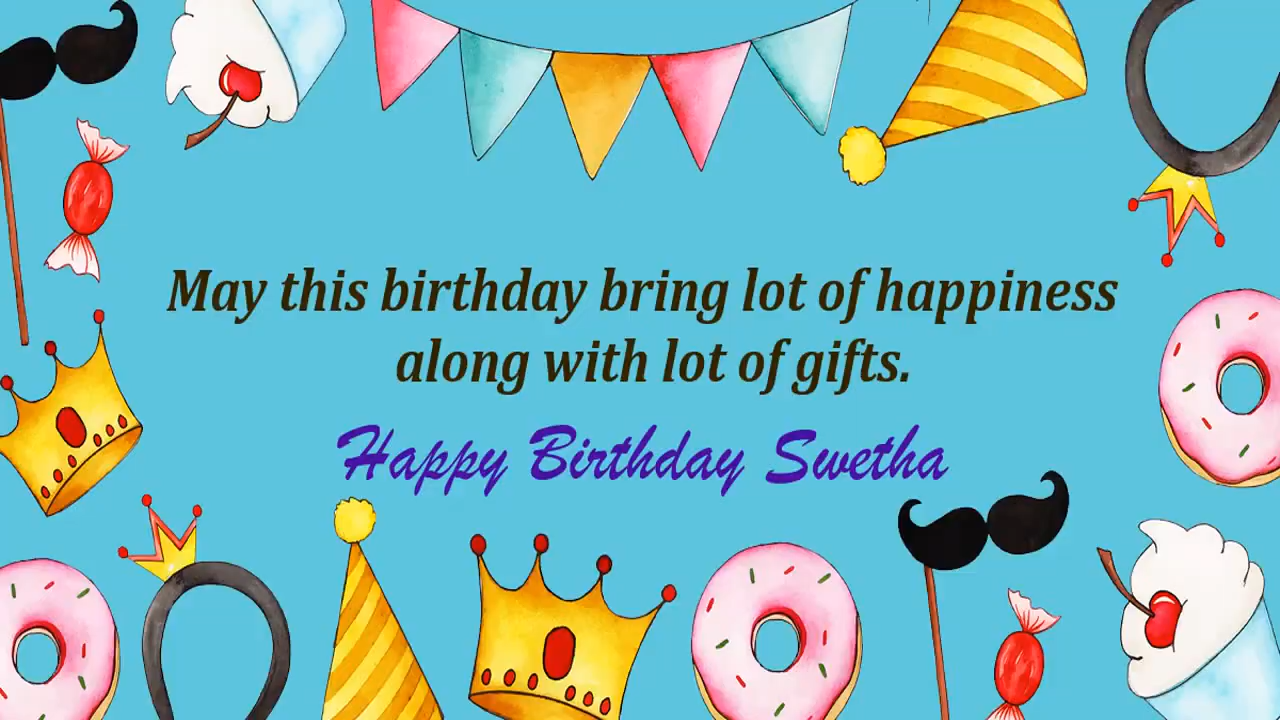 May this birthday bring lot of happiness
along with lot of gifts.
Happy Birthday Swetha